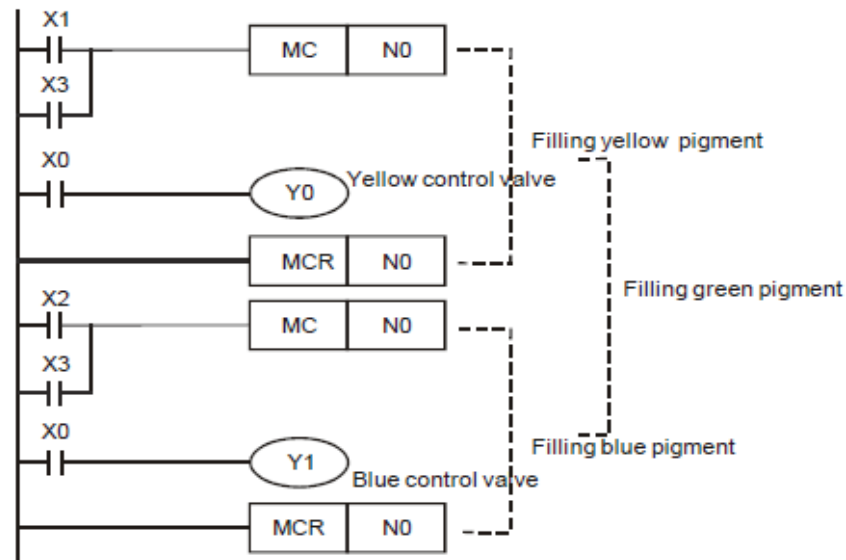 X1
MC N0
X3
Filling yellow pigment
X0
Y0 Yellow control valve
MCR N0
Filling green pigment
X2
MC N0
X3
X0
Filling blue pigment
Y1
Blue control valve
MCR N0